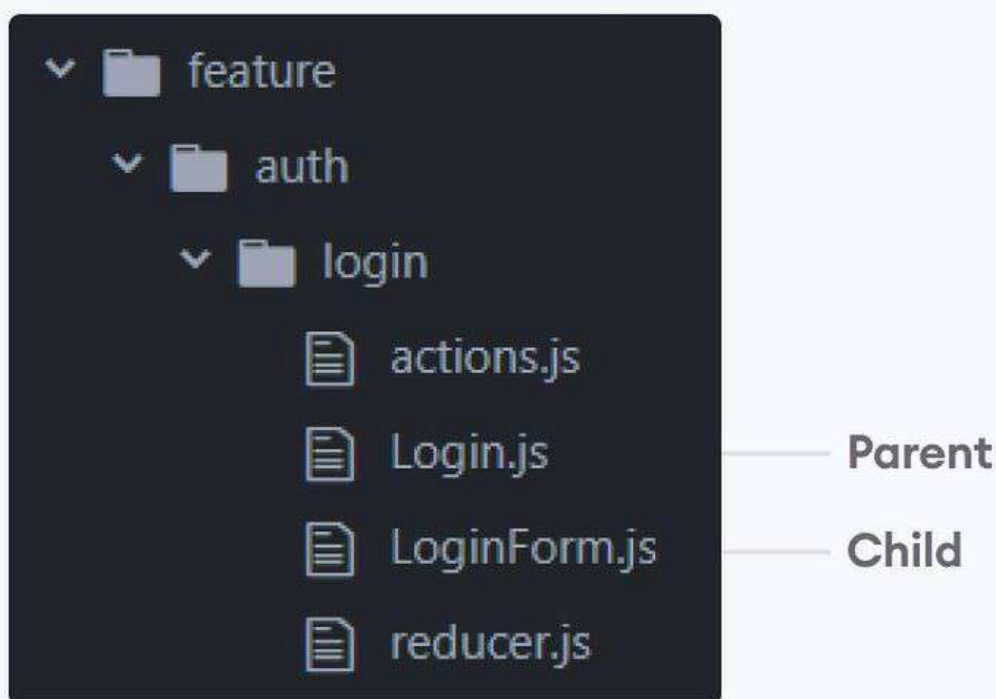 feature
auth
login
actions.js
Login.js
Parent
LoginForm.js
Child
reducer.js